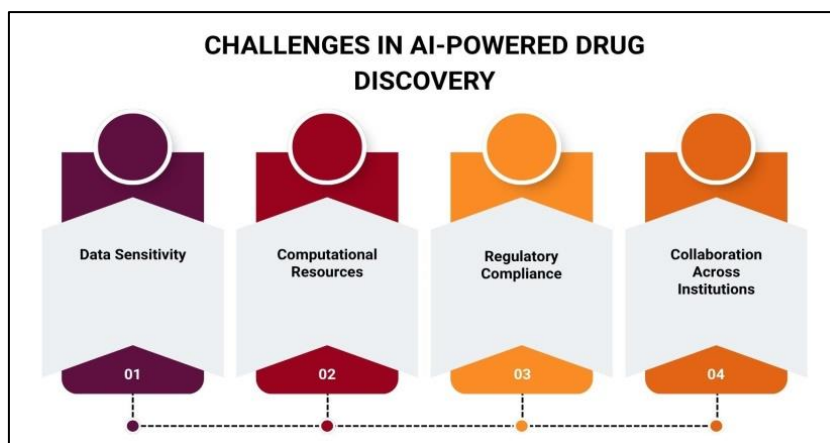 CHALLENGES IN AI-POWERED DRUG
DISCOVERY
Data Sensitivity
Computational
Resources
Regulatory
Compliance
Collaboration
Across
Institutions
01
02
03
04